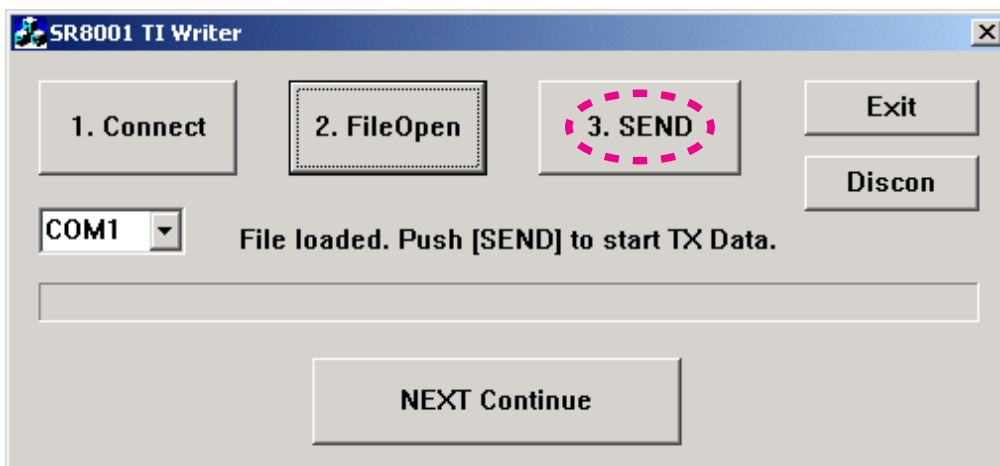 SR8001 TI Writer
1. Connect
2. FileOpen
3. SEND
Exit
Discon
COM1
File loaded. Push [SEND] to start TX Data.
NEXT Continue